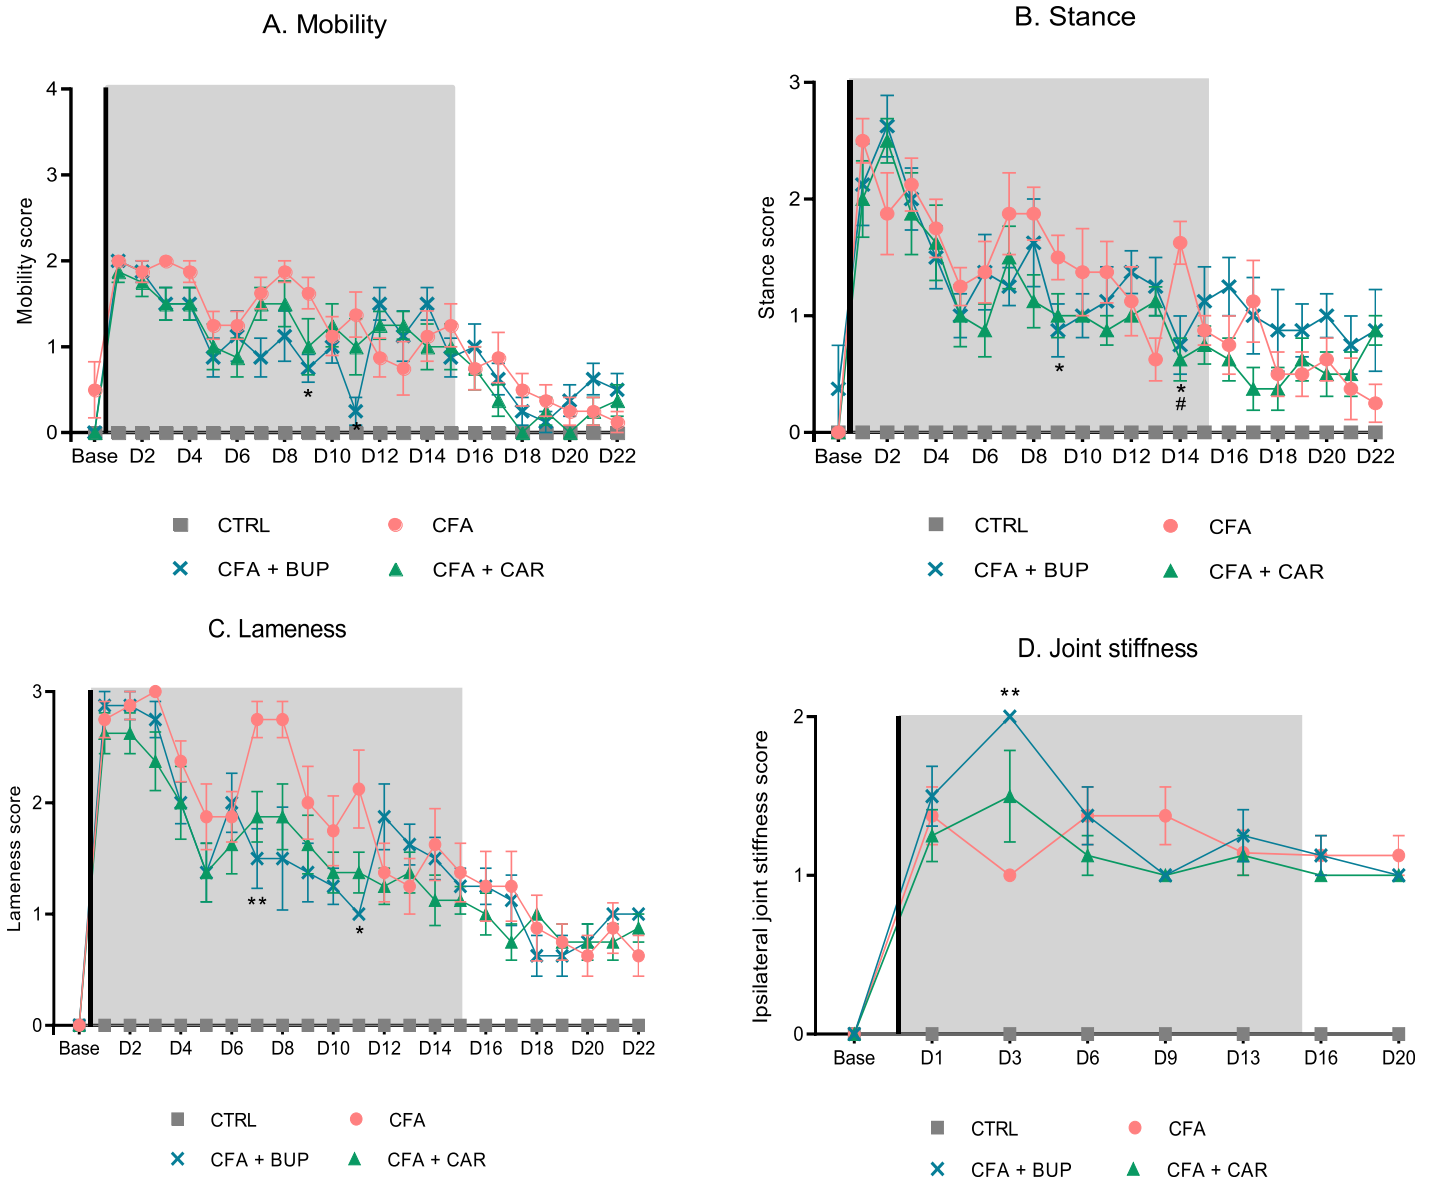 A. Mobility
Mobility score
4
3
2
1
0
*
*
Base D2 D4 D6 D8 D10 D12 D14 D16 D18 D20 D22
CTRL CFA
CFA + BUP CFA + CAR
B. Stance
Stance score
3
2
1
0
*
*
#
Base D2 D4 D6 D8 D10 D12 D14 D16 D18 D20 D22
CTRL CFA
CFA + BUP CFA + CAR
C. Lameness
Lameness score
3
2
1
0
**
*
Base D2 D4 D6 D8 D10 D12 D14 D16 D18 D20 D22
CTRL CFA
CFA + BUP CFA + CAR
D. Joint stiffness
Ipsilateral joint stiffness score
**
2
1
0
Base D1 D3 D6 D9 D13 D16 D20
CTRL CFA
CFA + BUP CFA + CAR